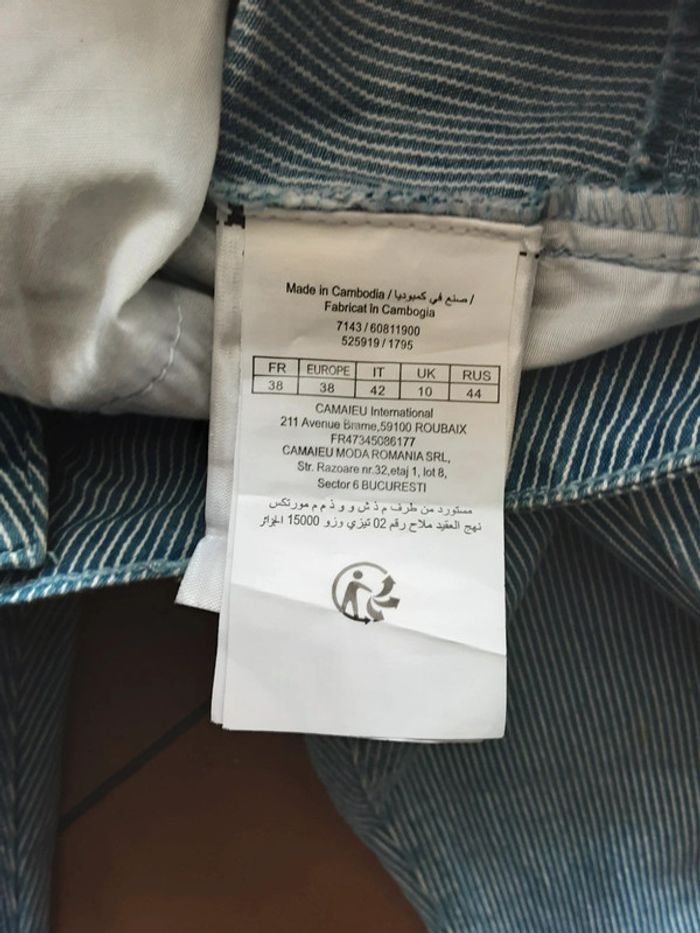 Made in Cambodia / صنع في كمبوديا /
Fabricat în Cambogia
7143 / 60811900
525919 / 1795
FR EUROPE IT UK RUS
38 38 42 10 44
CAMAIEU International
211 Avenue Brame,59100 ROUBAIX
FR47345086177
CAMAIEU MODA ROMANIA SRL,
Str. Razoare nr.32,etaj 1, lot 8,
Sector 6 BUCURESTI
مستورد من طرف م ذ ش و و ذ م م مورتكس
نهج العقيد ملاح رقم 02 تيزي وزو 15000 الجزائر